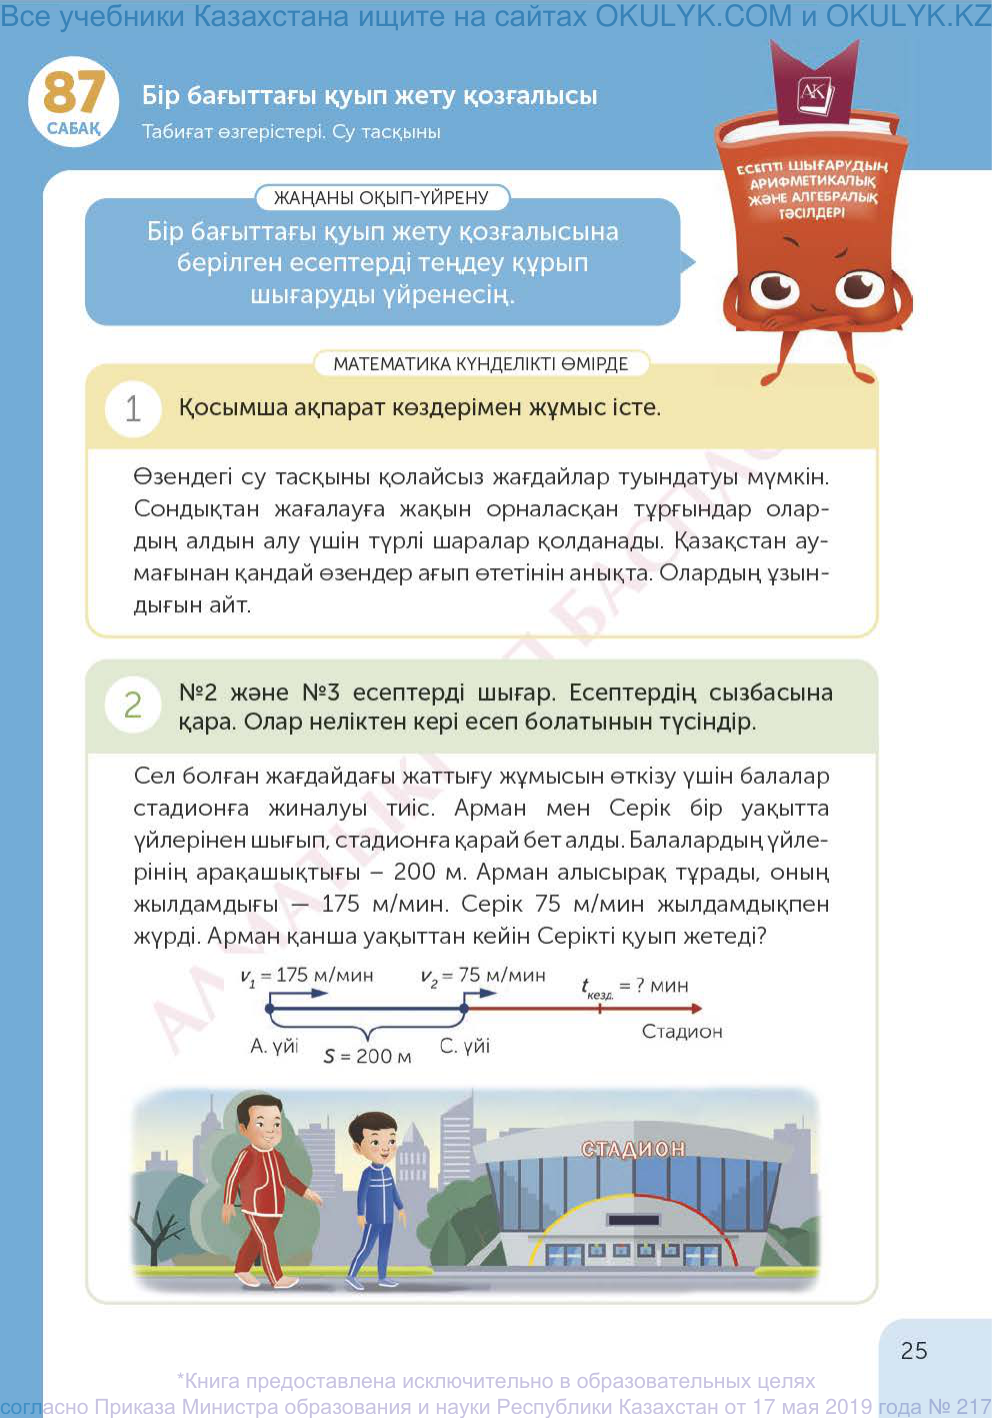 Все учебники Казахстана ищите на сайтах OKULYK.COM и OKULYK.KZ
87
САБАҚ
Бір бағыттағы қуып жету қозғалысы
Табиғат өзгерістері. Су тасқыны
АК
ЕСЕПТІ ШЫҒАРУДЫҢ
АРИФМЕТИКАЛЫҚ
ЖӘНЕ АЛГЕБРАЛЫҚ
ТӘСІЛДЕРІ
ЖАҢАНЫ ОҚЫП-ҮЙРЕНУ
Бір бағыттағы қуып жету қозғалысына
берілген есептерді теңдеу құрып
шығаруды үйренесің.
МАТЕМАТИКА КҮНДЕЛІКТІ ӨМІРДЕ
1
Қосымша ақпарат көздерімен жұмыс істе.
Өзендегі су тасқыны қолайсыз жағдайлар туындатуы мүмкін.
Сондықтан жағалауға жақын орналасқан тұрғындар олар-
дың алдын алу үшін түрлі шаралар қолданады. Қазақстан ау-
мағынан қандай өзендер ағып өтетінін анықта. Олардың ұзын-
дығын айт.
2
№2 және №3 есептерді шығар. Есептердің сызбасына
қара. Олар неліктен кері есеп болатынын түсіндір.
Сел болған жағдайдағы жаттығу жұмысын өткізу үшін балалар
стадионға жиналуы тиіс. Арман мен Серік бір уақытта
үйлерінен шығып, стадионға қарай бет алды. Балалардың үйле-
рінің арақашықтығы – 200 м. Арман алысырақ тұрады, оның
жылдамдығы — 175 м/мин. Серік 75 м/мин жылдамдықпен
жүрді. Арман қанша уақыттан кейін Серікті қуып жетеді?
v₁ = 175 м/мин
v₂ = 75 м/мин
t кезд. = ? мин
Стадион
А. үйі
S = 200 м
С. үйі
СТАДИОН
25
*Книга предоставлена исключительно в образовательных целях
согласно Приказа Министра образования и науки Республики Казахстан от 17 мая 2019 года № 217